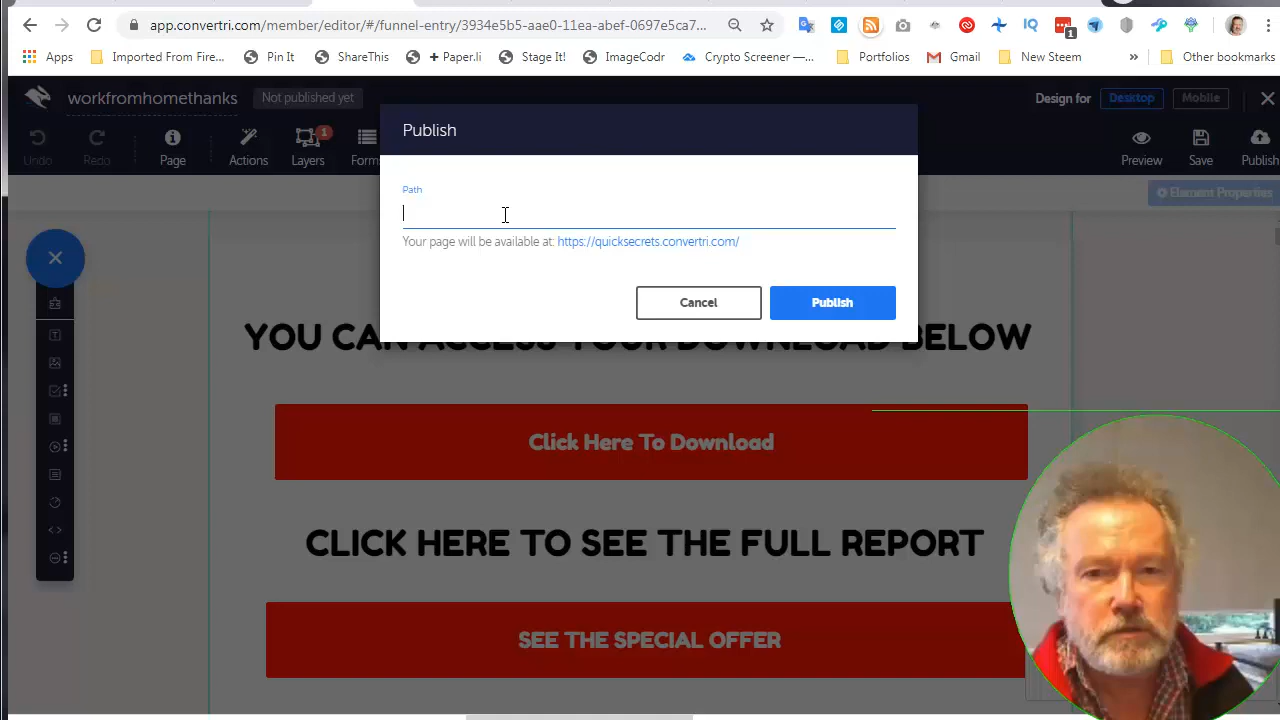 app.convertri.com/member/editor/#/funnel-entry/3934e5b5-aae0-11ea-abef-0697e5ca7...
1
Apps
Imported From Fire...
Pin It
ShareThis
+ Paper.li
Stage It!
ImageCodr
Crypto Screener —...
Portfolios
Gmail
New Steem
»
Other bookmarks
workfromhomethanks
Not published yet
Design for
Desktop
Mobile
Undo
Redo
Page
Actions
Layers
1
Form
Preview
Save
Publish
Element Properties
Publish
Path
Your page will be available at: https://quicksecrets.convertri.com/
Cancel
Publish
YOU CAN ACCESS YOUR DOWNLOAD BELOW
Click Here To Download
CLICK HERE TO SEE THE FULL REPORT
SEE THE SPECIAL OFFER